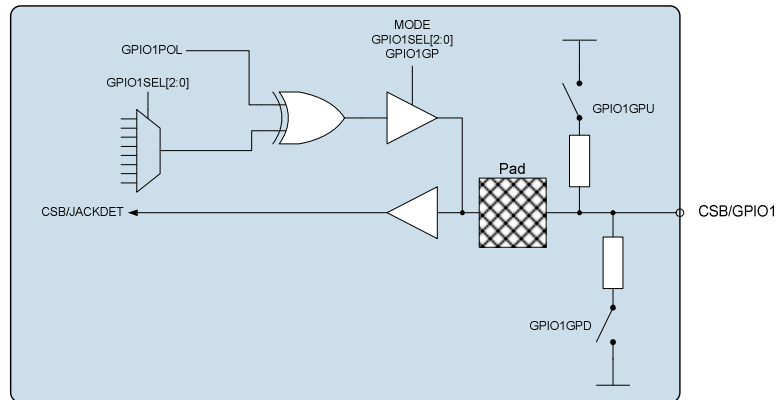 MODE
GPIO1SEL[2:0]
GPIO1GP
GPIO1POL
GPIO1SEL[2:0]
GPIO1GPU
Pad
CSB/JACKDET
CSB/GPIO1
GPIO1GPD